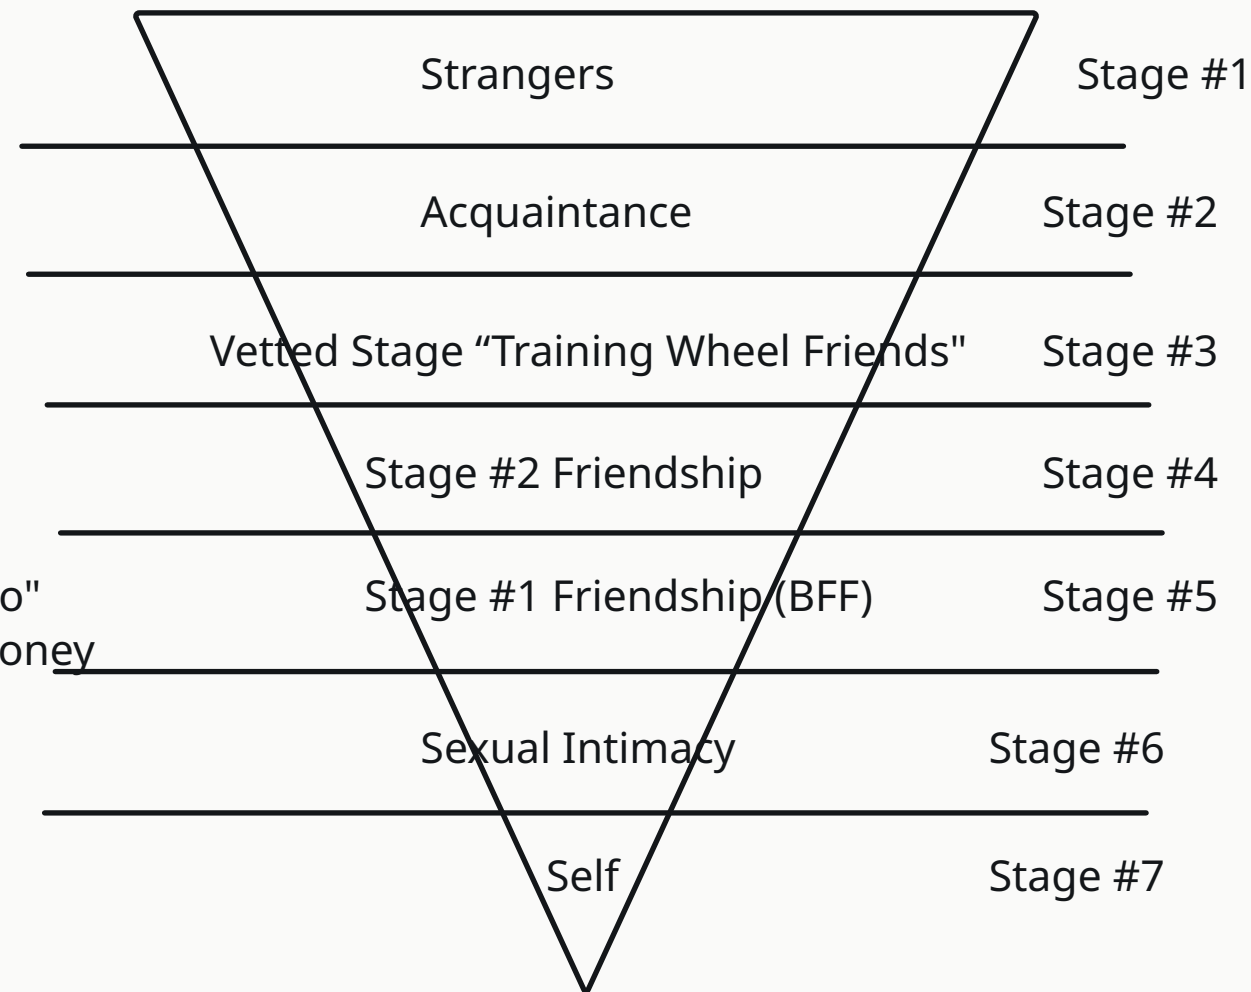 Strangers Stage #1
Acquaintance Stage #2
Vetted Stage “Training Wheel Friends" Stage #3
Stage #2 Friendship Stage #4
o" Stage #1 Friendship (BFF) Stage #5
oney
Sexual Intimacy Stage #6
Self Stage #7